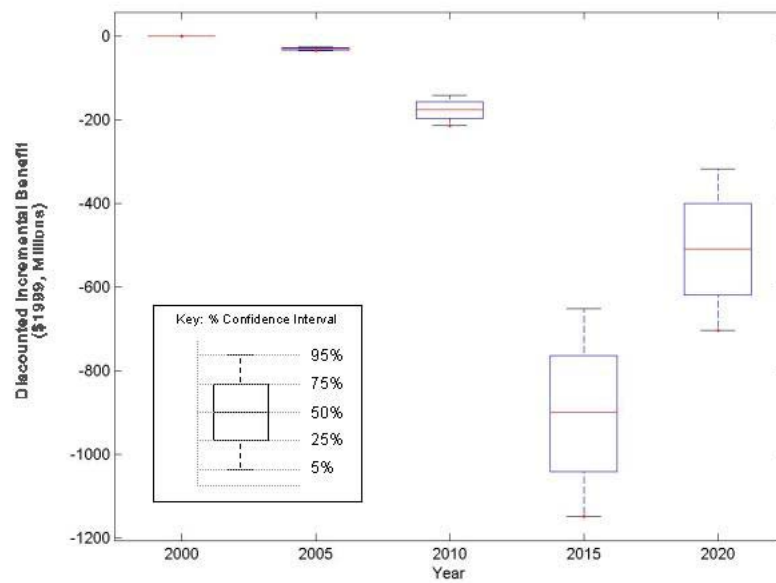 0
-200
-400
-600
-800
-1000
-1200
Discounted Incremental Benefit
($1999, Millions)
Key: % Confidence Interval
95%
75%
50%
25%
5%
2000 2005 2010 2015 2020
Year